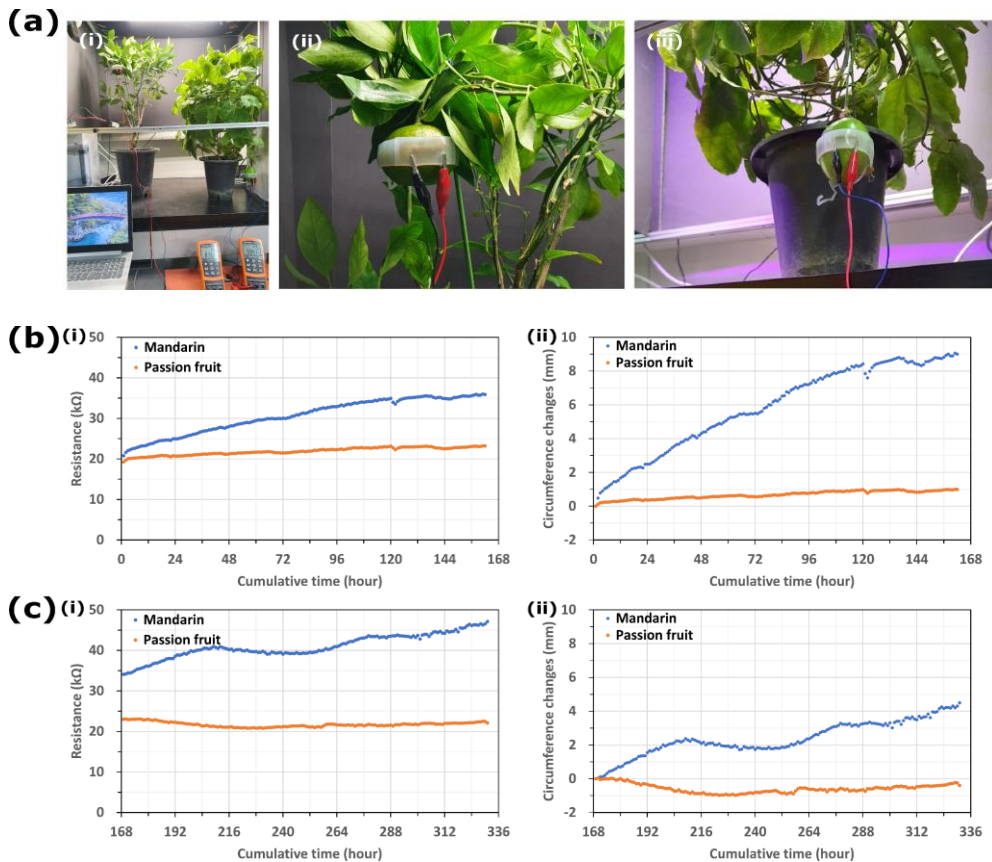 (a)
(i)
(ii)
(iii)
(b)
(i)
50
40
30
20
10
0
Resistance (kΩ)
Mandarin
Passion fruit
0
24
48
72
96
120
144
168
Cumulative time (hour)
(ii)
10
8
6
4
2
0
-2
Circumference changes (mm)
Mandarin
Passion fruit
0
24
48
72
96
120
144
168
Cumulative time (hour)
(c)
(i)
50
40
30
20
10
0
Resistance (kΩ)
Mandarin
Passion fruit
168
192
216
240
264
288
312
336
Cumulative time (hour)
(ii)
10
8
6
4
2
0
-2
Circumference changes (mm)
Mandarin
Passion fruit
168
192
216
240
264
288
312
336
Cumulative time (hour)